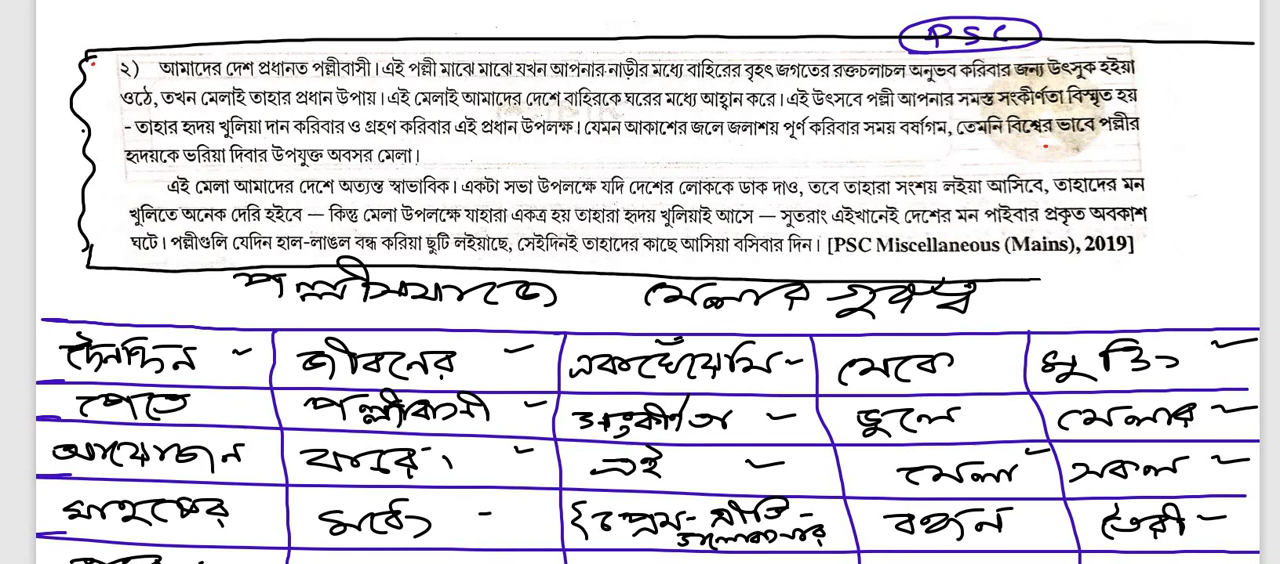 PSC
২) আমাদের দেশ প্রধানত পল্লীবাসী। এই পল্লী মাঝে মাঝে যখন আপনার নাড়ীর মধ্যে বাহিরের বৃহৎ জগতের রক্তচলাচল অনুভব করিবার জন্য উৎসুক হইয়া
ওঠে, তখন মেলাই তাহার প্রধান উপায়। এই মেলাই আমাদের দেশে বাহিরকে ঘরের মধ্যে আহ্বান করে। এই উৎসবে পল্লী আপনার সমস্ত সংকীর্ণতা বিস্মৃত হয়
- তাহার হৃদয় খুলিয়া দান করিবার ও গ্রহণ করিবার এই প্রধান উপলক্ষ। যেমন আকাশের জলে জলাশয় পূর্ণ করিবার সময় বর্ষাগম, তেমনি বিশ্বের ভাবে পল্লীর
হৃদয়কে ভরিয়া দিবার উপযুক্ত অবসর মেলা।
এই মেলা আমাদের দেশে অত্যন্ত স্বাভাবিক। একটা সভা উপলক্ষে যদি দেশের লোককে ডাক দাও, তবে তাহারা সংশয় লইয়া আসিবে, তাহাদের মন
খুলিতে অনেক দেরি হইবে — কিন্তু মেলা উপলক্ষে যাহারা একত্র হয় তাহারা হৃদয় খুলিয়াই আসে — সুতরাং এইখানেই দেশের মন পাইবার প্রকৃত অবকাশ
ঘটে। পল্লীগুলি যেদিন হাল-লাঙল বন্ধ করিয়া ছুটি লইয়াছে, সেইদিনই তাহাদের কাছে আসিয়া বসিবার দিন। [PSC Miscellaneous (Mains), 2019]
পল্লীসমাজে মেলার গুরুত্ব
দৈনন্দিন জীবনের একঘেঁয়েমি থেকে মুক্তি
পেতে পল্লীবাসী সংকীর্ণতা ভুলে মেলার
আয়োজন করে। এই মেলা সকল
মানুষের মধ্যে প্রেম-প্রীতি-ভালোবাসার বন্ধন তৈরী